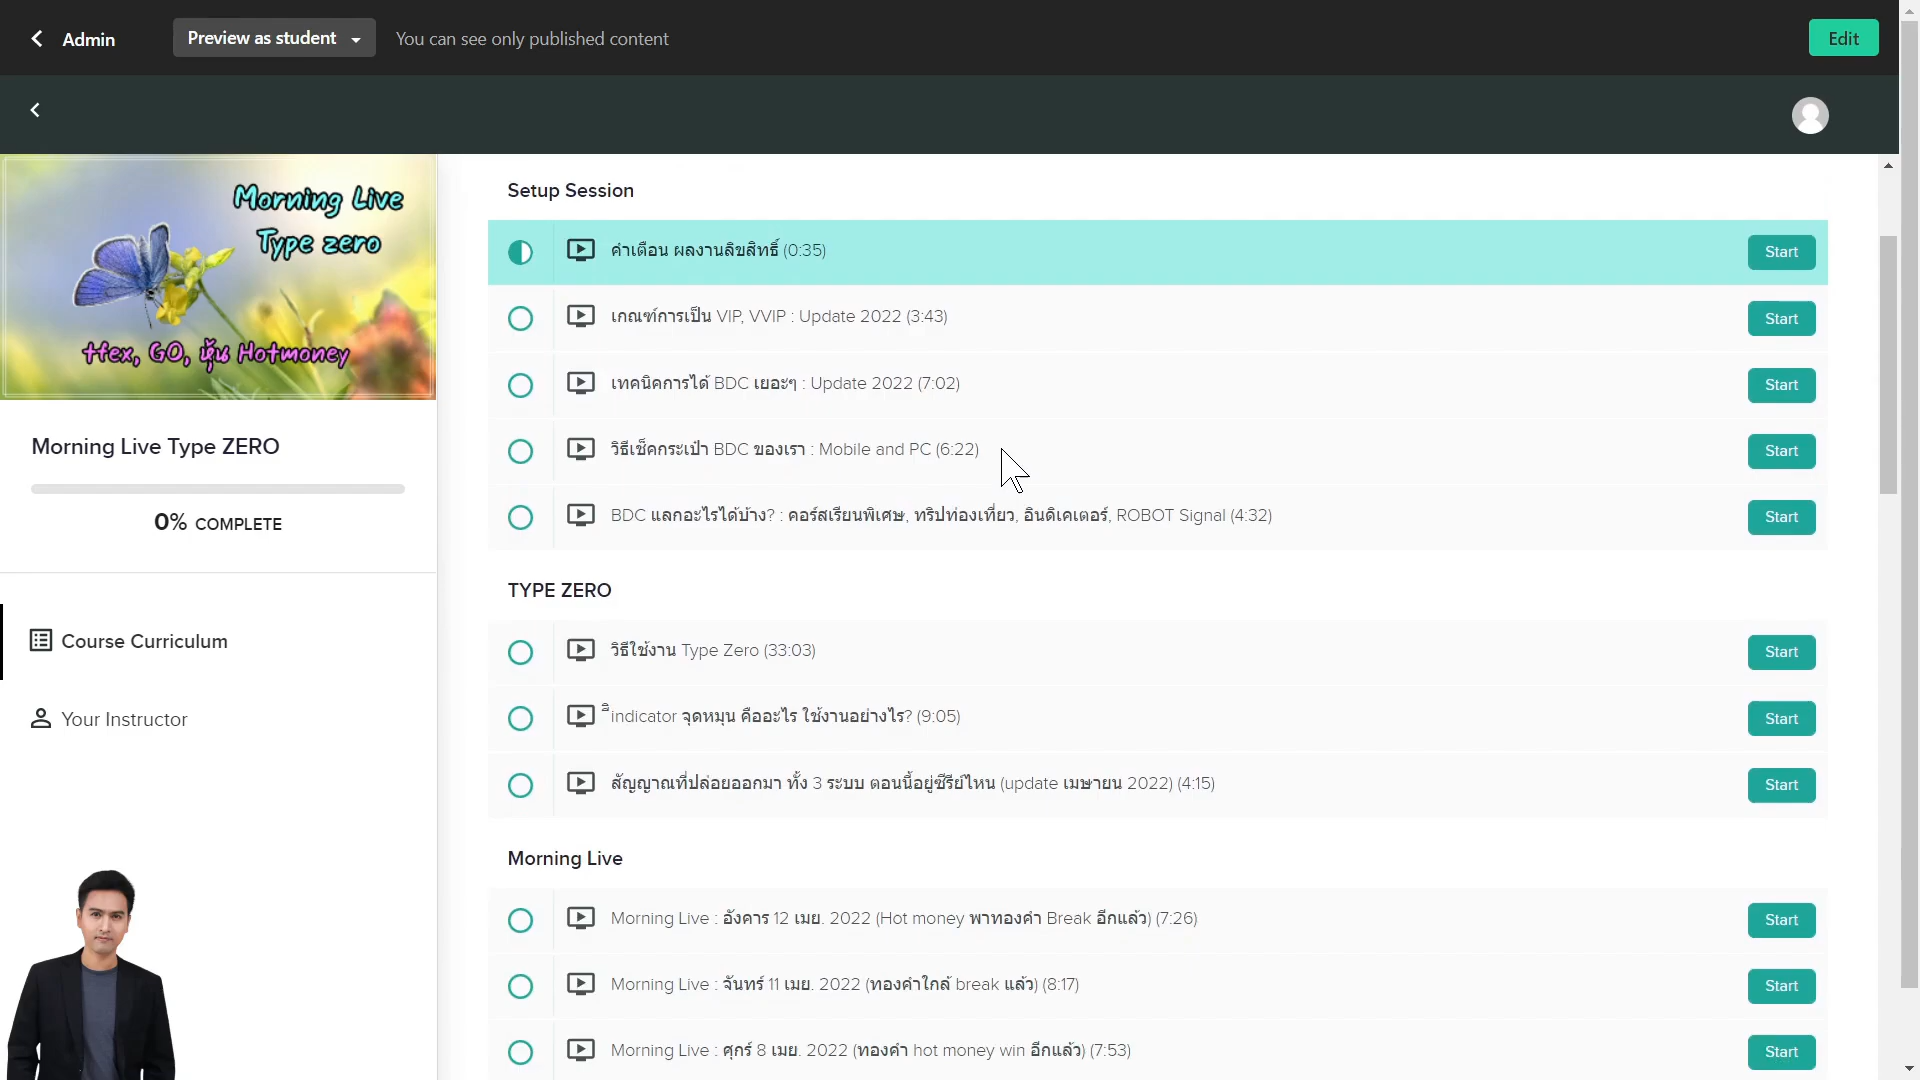 Admin
Preview as student
You can see only published content
Edit
Morning Live
Type zero
tfex, GO, หุ้น Hotmoney
Morning Live Type ZERO
0% COMPLETE
Course Curriculum
Your Instructor
Setup Session
คำเตือน ผลงานลิขสิทธิ์ (0:35)
Start
เกณฑ์การเป็น VIP, VVIP : Update 2022 (3:43)
Start
เทคนิคการได้ BDC เยอะๆ : Update 2022 (7:02)
Start
วิธีเช็คกระเป๋า BDC ของเรา : Mobile and PC (6:22)
Start
BDC แลกอะไรได้บ้าง? : คอร์สเรียนพิเศษ, ทริปท่องเที่ยว, อินดิเคเตอร์, ROBOT Signal (4:32)
Start
TYPE ZERO
วิธีใช้งาน Type Zero (33:03)
Start
indicator จุดหมุน คืออะไร ใช้งานอย่างไร? (9:05)
Start
สัญญาณที่ปล่อยออกมา ทั้ง 3 ระบบ ตอนนี้อยู่ซีรีย์ไหน (update เมษายน 2022) (4:15)
Start
Morning Live
Morning Live : อังคาร 12 เมย. 2022 (Hot money พาทองคำ Break อีกแล้ว) (7:26)
Start
Morning Live : จันทร์ 11 เมย. 2022 (ทองคำใกล้ break แล้ว) (8:17)
Start
Morning Live : ศุกร์ 8 เมย. 2022 (ทองคำ hot money win อีกแล้ว) (7:53)
Start